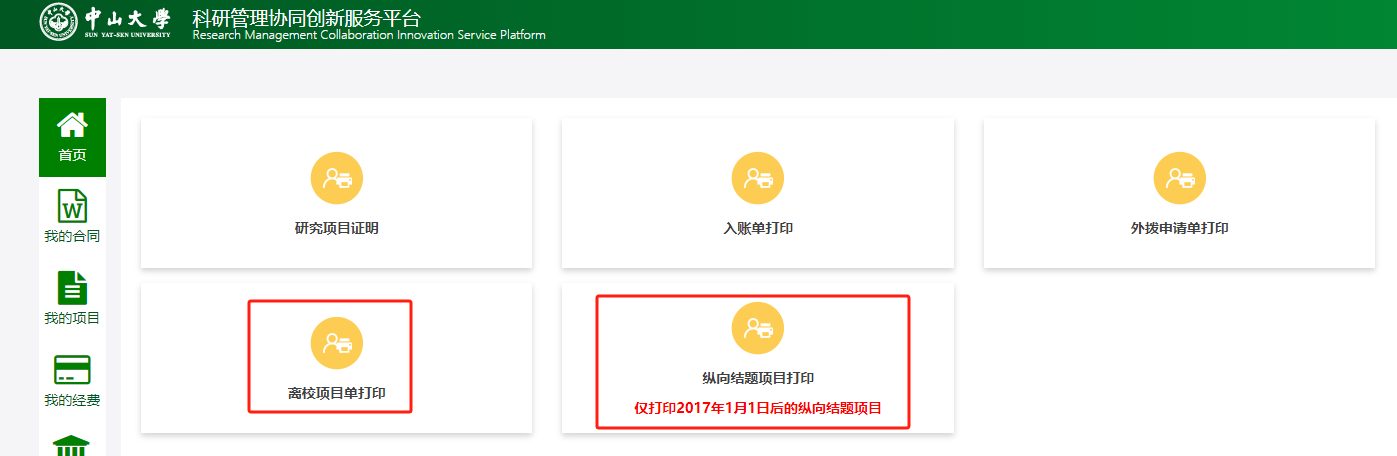 中山大学
SUN YAT-SEN UNIVERSITY
科研管理协同创新服务平台
Research Management Collaboration Innovation Service Platform
首页
我的合同
我的项目
我的经费
研究项目证明
入账单打印
外拨申请单打印
离校项目单打印
纵向结题项目打印
仅打印2017年1月1日后的纵向结题项目